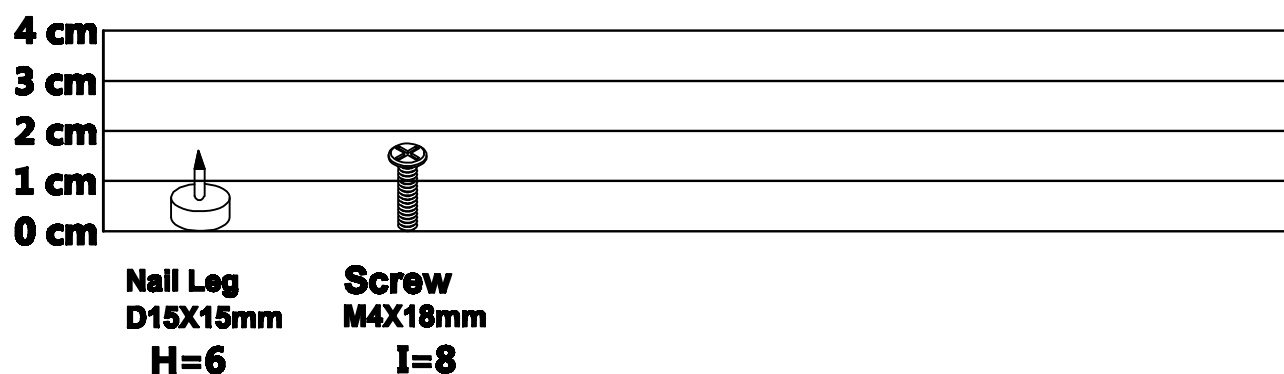 4 cm
3 cm
2 cm
1 cm
0 cm
Nail Leg
D15X15mm
H=6
Screw
M4X18mm
I=8